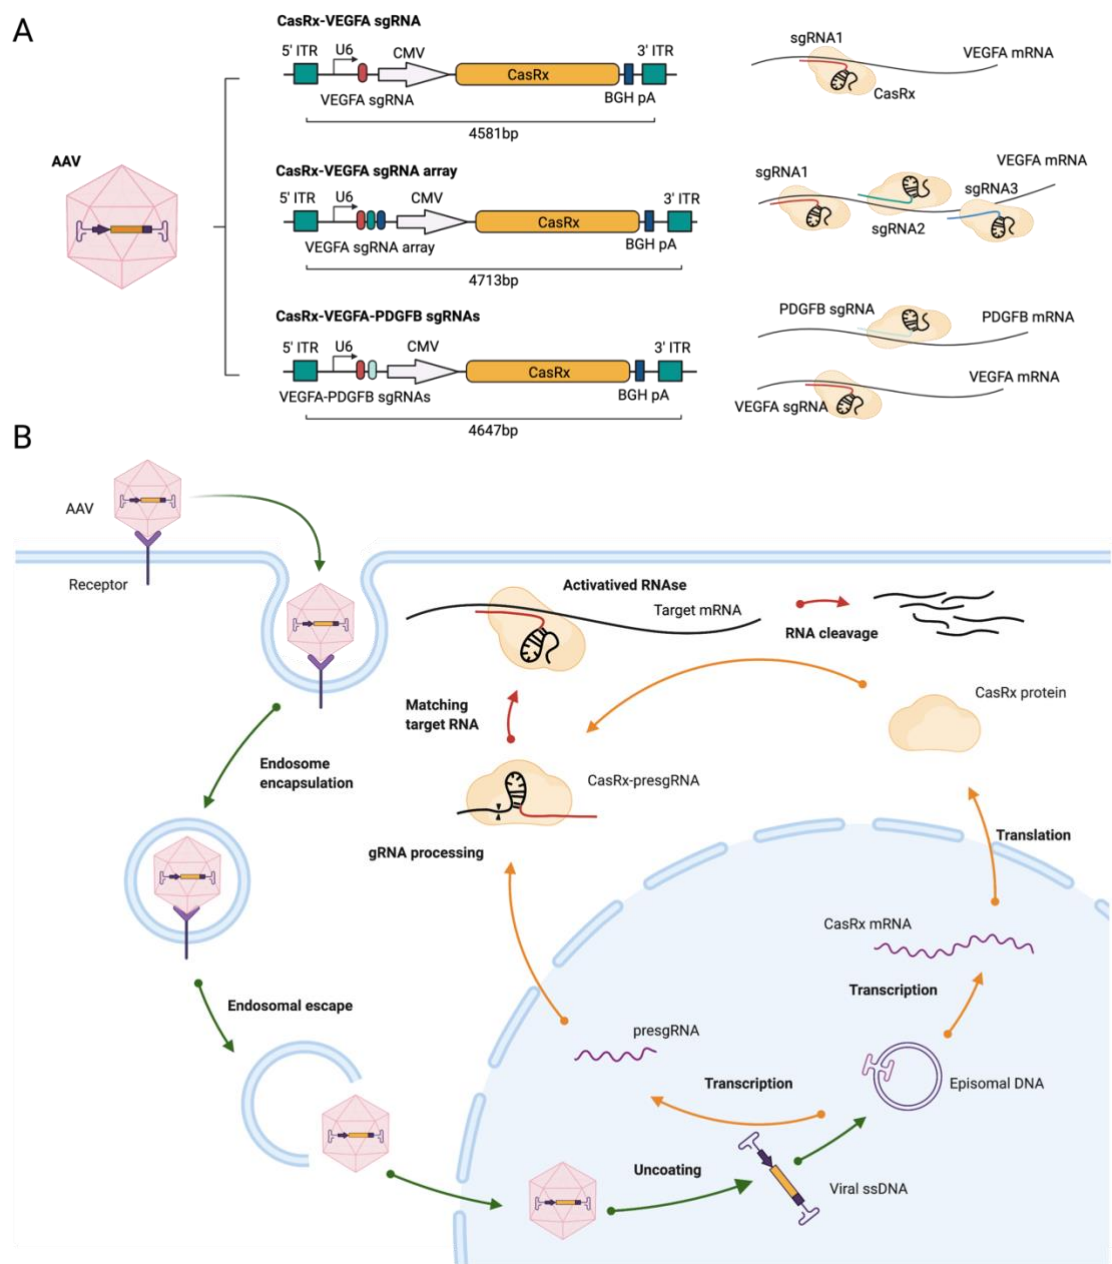 A
CasRx-VEGFA sgRNA
5' ITR
U6
CMV
3' ITR
CasRx
VEGFA sgRNA
BGH pA
4581bp
sgRNA1
VEGFA mRNA
CasRx
AAV
CasRx-VEGFA sgRNA array
5' ITR
U6
CMV
3' ITR
CasRx
VEGFA sgRNA array
BGH pA
4713bp
sgRNA1
VEGFA mRNA
sgRNA3
sgRNA2
CasRx-VEGFA-PDGFB sgRNAs
5' ITR
U6
CMV
3' ITR
CasRx
VEGFA-PDGFB sgRNAs
BGH pA
4647bp
PDGFB sgRNA
PDGFB mRNA
VEGFA mRNA
VEGFA sgRNA
B
AAV
Receptor
Activatived RNAse
Target mRNA
RNA cleavage
Matching
target RNA
CasRx protein
Endosome
encapsulation
CasRx-presgRNA
gRNA processing
Translation
CasRx mRNA
Transcription
Endosomal escape
presgRNA
Transcription
Episomal DNA
Uncoating
Viral ssDNA